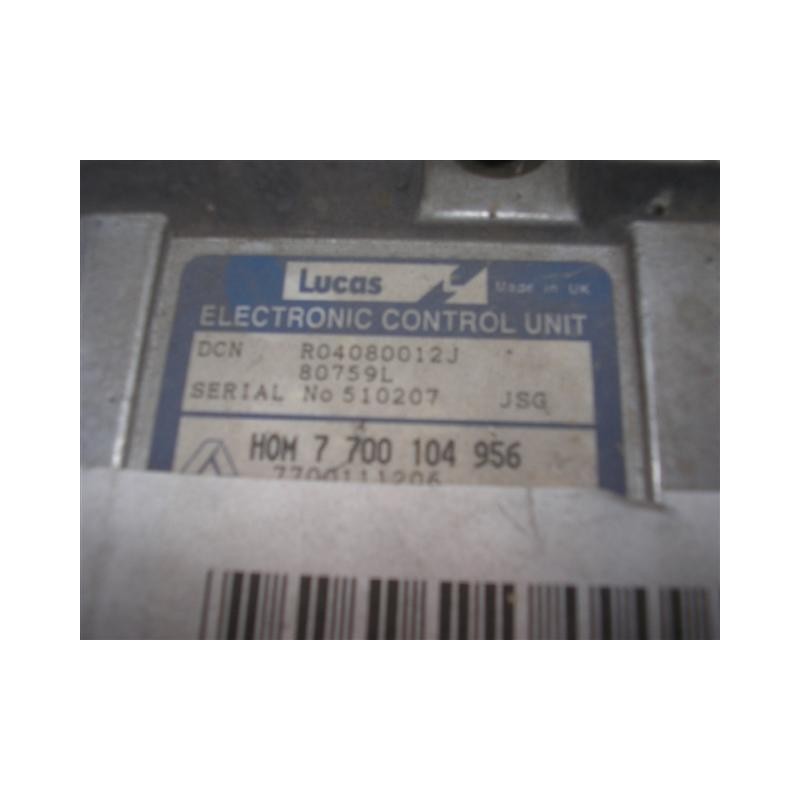 Lucas Made in UK
ELECTRONIC CONTROL UNIT
DCN R04080012J
80759L
SERIAL No 510207 JSG
HOM 7 700 104 956
7700111206